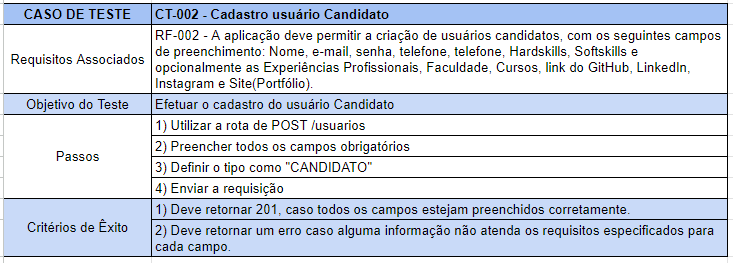 CASO DE TESTE
CT-002 - Cadastro usuário Candidato
Requisitos Associados
RF-002 - A aplicação deve permitir a criação de usuários candidatos, com os seguintes campos
de preenchimento: Nome, e-mail, senha, telefone, telefone, Hardskills, Softskills e
opcionalmente as Experiências Profissionais, Faculdade, Cursos, link do GitHub, LinkedIn,
Instagram e Site(Portfólio).
Objetivo do Teste
Efetuar o cadastro do usuário Candidato
Passos
1) Utilizar a rota de POST /usuarios
2) Preencher todos os campos obrigatórios
3) Definir o tipo como "CANDIDATO"
4) Enviar a requisição
Critérios de Êxito
1) Deve retornar 201, caso todos os campos estejam preenchidos corretamente.
2) Deve retornar um erro caso alguma informação não atenda os requisitos especificados para
cada campo.